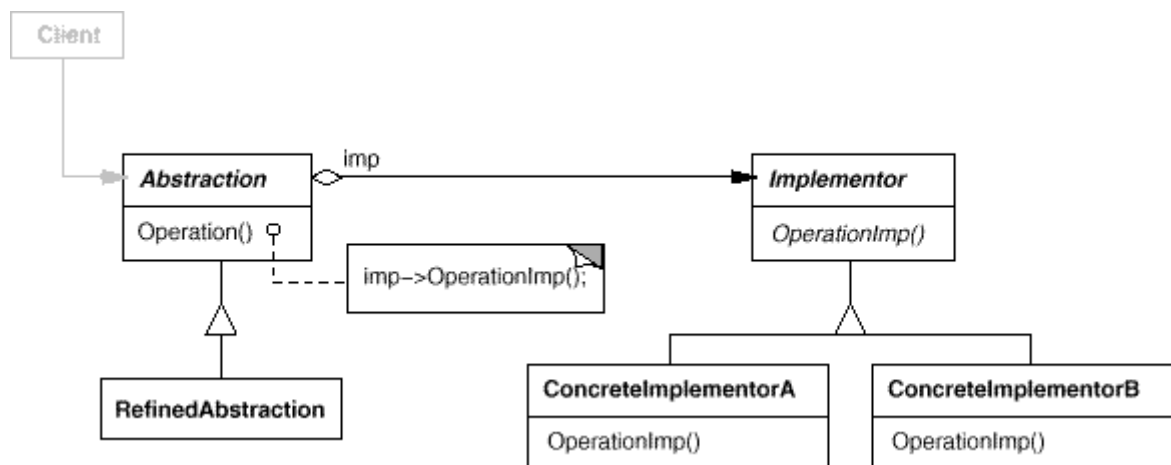 Client
imp
Abstraction
Implementor
Operation()
OperationImp()
imp->OperationImp();
RefinedAbstraction
ConcreteImplementorA
ConcreteImplementorB
OperationImp()
OperationImp()